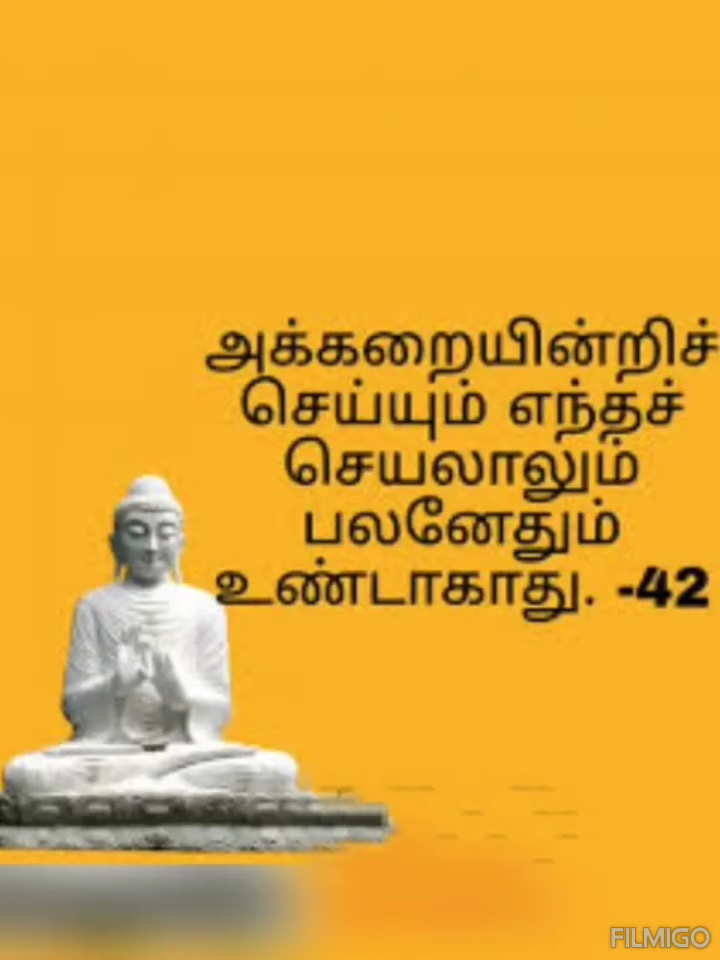 அக்கறையின்றிச்
செய்யும் எந்தச்
செயலாலும்
பலனேதும்
உண்டாகாது. -42
FILMIGO